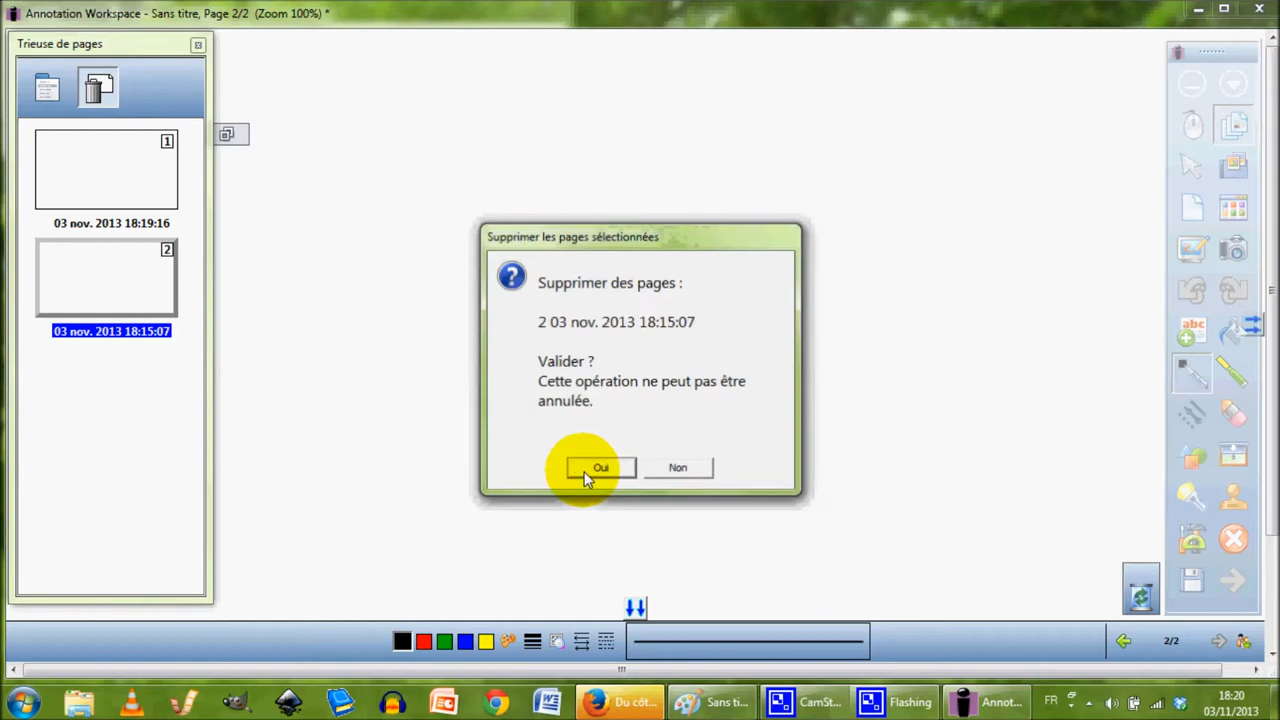 Annotation Workspace - Sans titre, Page 2/2 (Zoom 100%) *
Trieuse de pages
1
03 nov. 2013 18:19:16
2
03 nov. 2013 18:15:07
Supprimer les pages sélectionnées
Supprimer des pages :
2 03 nov. 2013 18:15:07
Valider ?
Cette opération ne peut pas être
annulée.
Oui
Non
abc
2/2
Du côt...
Sans ti...
CamSt...
Flashing
Annot...
FR
18:20
03/11/2013